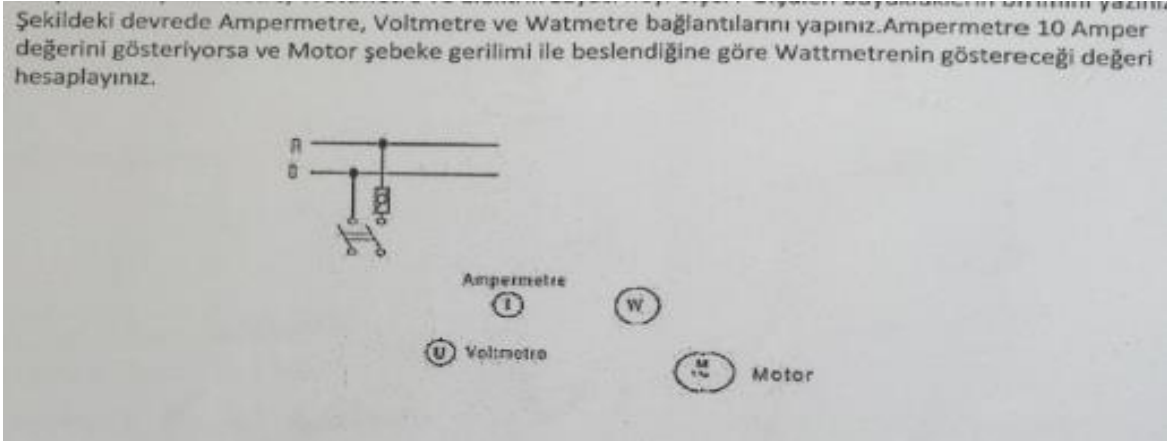 Şekildeki devrede Ampermetre, Voltmetre ve Watmetre bağlantılarını yapınız.Ampermetre 10 Amper
değerini gösteriyorsa ve Motor şebeke gerilimi ile beslendiğine göre Wattmetrenin göstereceği değeri
hesaplayınız.
R
0
Ampermetre
I
W
U Voltmetre
M
Motor